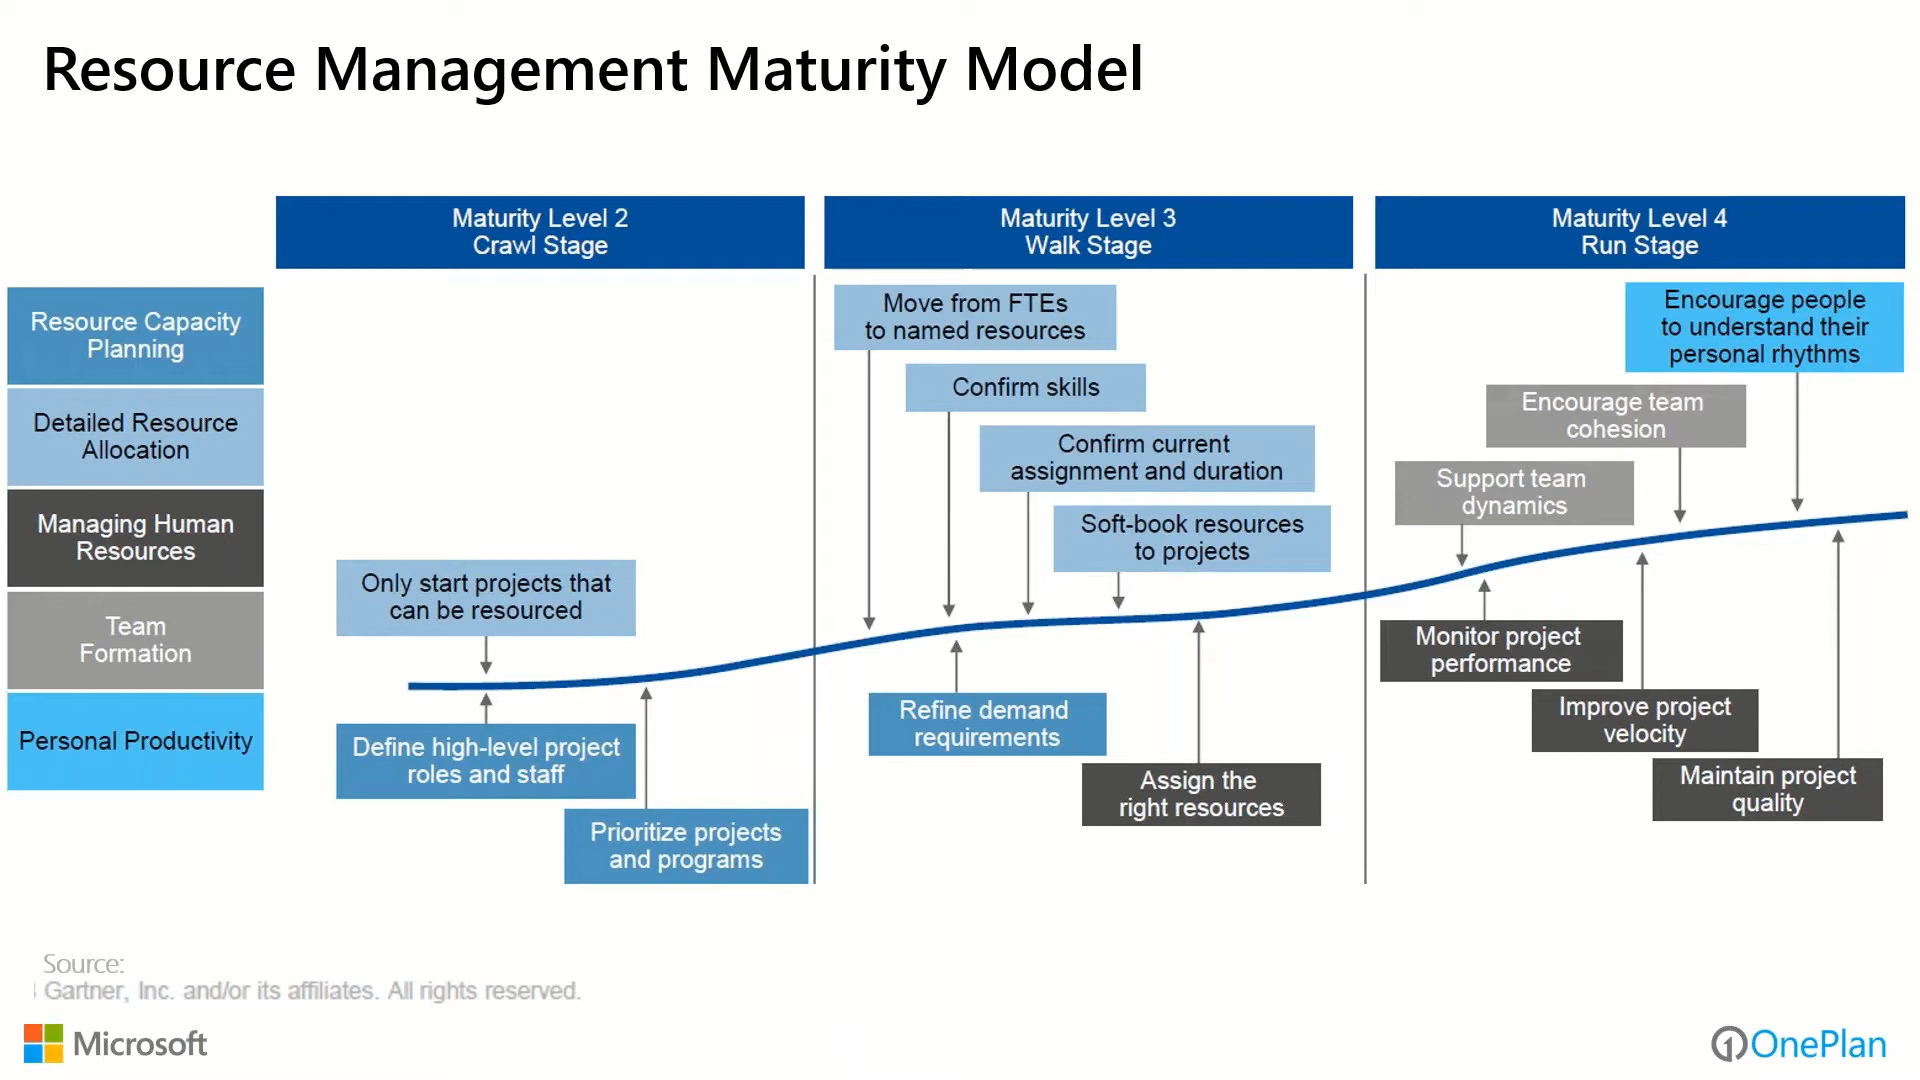 Resource Management Maturity Model
Maturity Level 2
Crawl Stage
Maturity Level 3
Walk Stage
Maturity Level 4
Run Stage
Resource Capacity
Planning
Detailed Resource
Allocation
Managing Human
Resources
Team
Formation
Personal Productivity
Only start projects that
can be resourced
Define high-level project
roles and staff
Prioritize projects
and programs
Move from FTEs
to named resources
Confirm skills
Confirm current
assignment and duration
Soft-book resources
to projects
Refine demand
requirements
Assign the
right resources
Encourage people
to understand their
personal rhythms
Encourage team
cohesion
Support team
dynamics
Monitor project
performance
Improve project
velocity
Maintain project
quality
Source:
Gartner, Inc. and/or its affiliates. All rights reserved.
Microsoft
OnePlan